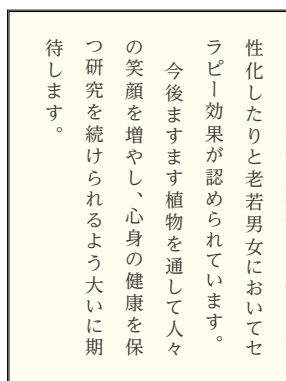 性化したりと老若男女においてセ
ラピー効果が認められています。
今後ますます植物を通して人々
の笑顔を増やし、心身の健康を保
つ研究を続けられるよう大いに期
待します。